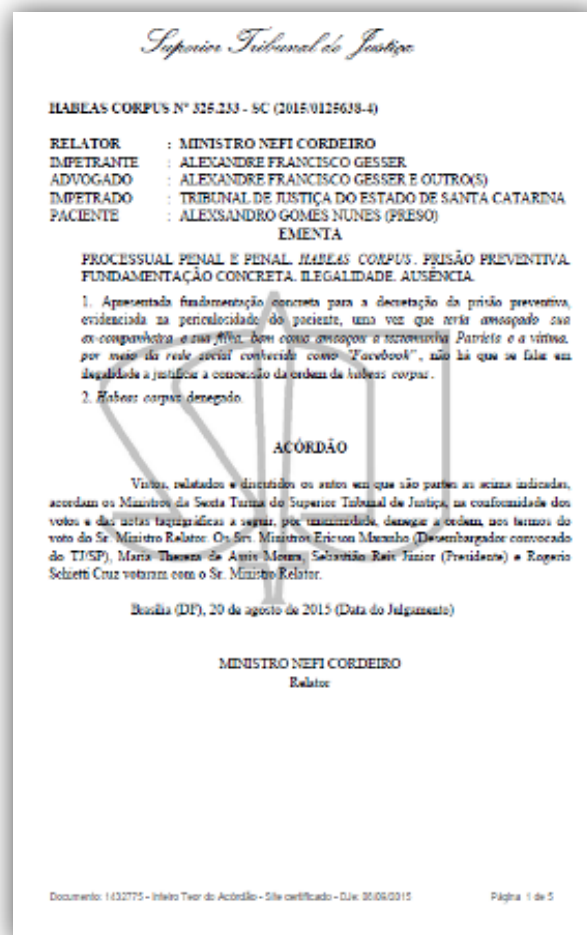 Superior Tribunal de Justiça
HABEAS CORPUS Nº 325.233 - SC (2015/0125638-4)
RELATOR : MINISTRO NEFI CORDEIRO
IMPETRANTE : ALEXANDRE FRANCISCO GESSER
ADVOGADO : ALEXANDRE FRANCISCO GESSER E OUTRO(S)
IMPETRADO : TRIBUNAL DE JUSTIÇA DO ESTADO DE SANTA CATARINA
PACIENTE : ALEXSANDRO GOMES NUNES (PRESO)
EMENTA
PROCESSUAL PENAL E PENAL. HABEAS CORPUS. PRISÃO PREVENTIVA.
FUNDAMENTAÇÃO CONCRETA. ILEGALIDADE. AUSÊNCIA.
1. Apresentada fundamentação concreta para a decretação da prisão preventiva,
evidenciada na periculosidade do paciente, uma vez que teria ameaçado sua
ex-companheira e sua filha, bem como ameaçou a testemunha Patrícia e a vítima,
por meio da rede social conhecida como "Facebook", não há que se falar em
ilegalidade a justificar a concessão da ordem de habeas corpus.
2. Habeas corpus denegado.
ACÓRDÃO
Vistos, relatados e discutidos os autos em que são partes as acima indicadas,
acordam os Ministros da Sexta Turma do Superior Tribunal de Justiça, na conformidade dos
votos e das notas taquigráficas a seguir, por unanimidade, denegar a ordem, nos termos do
voto do Sr. Ministro Relator. Os Srs. Ministros Ericson Maranho (Desembargador convocado
do TJ/SP), Maria Thereza de Assis Moura, Sebastião Reis Júnior (Presidente) e Rogerio
Schietti Cruz votaram com o Sr. Ministro Relator.
Brasília (DF), 20 de agosto de 2015 (Data do Julgamento)
MINISTRO NEFI CORDEIRO
Relator
Documento: 1432775 - Inteiro Teor do Acórdão - Site certificado - DJe: 08/09/2015 Página 1 de 5